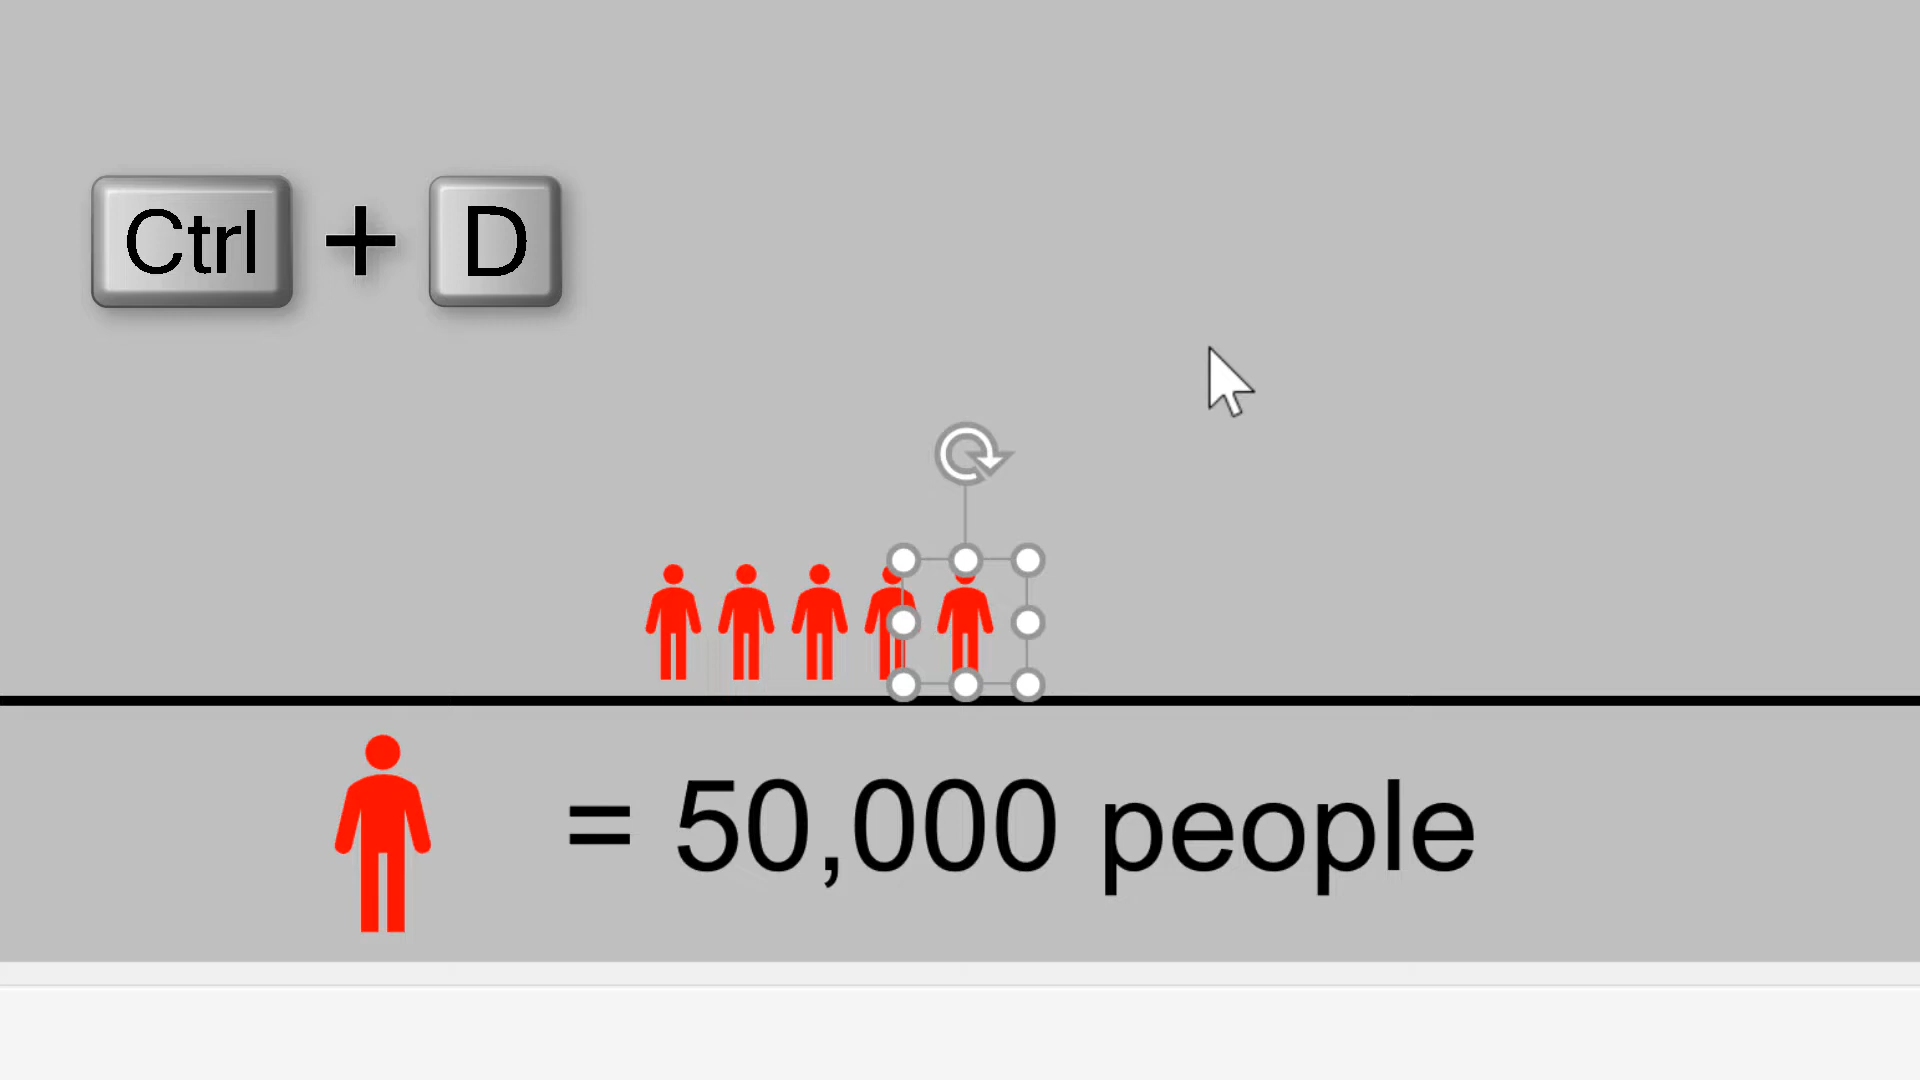 Ctrl + D
= 50,000 people